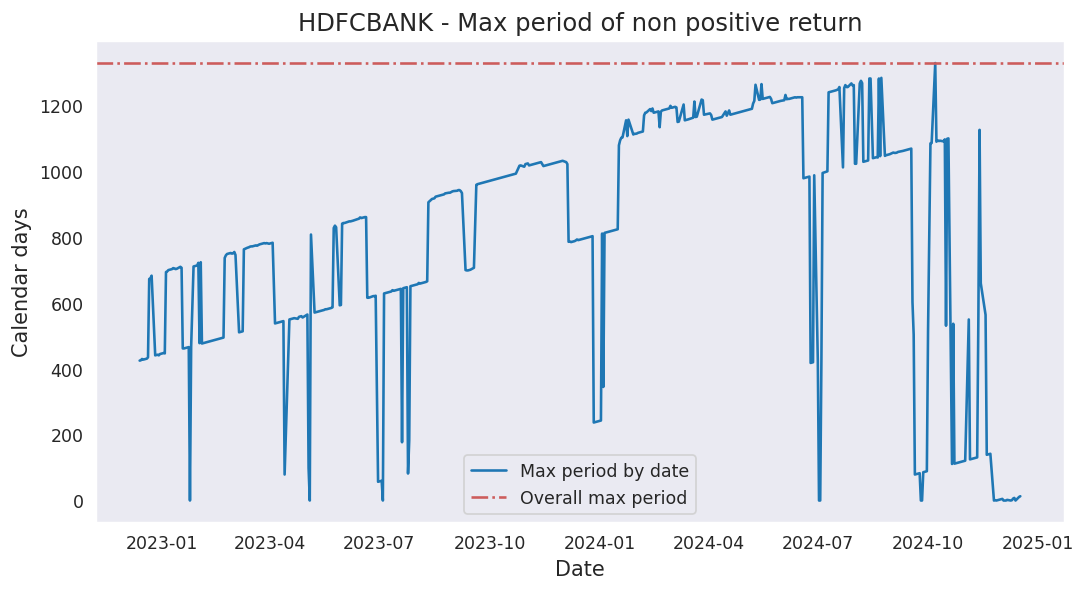 HDFCBANK - Max period of non positive return
Calendar days
1200
1000
800
600
400
200
0
Max period by date
Overall max period
2023-01 2023-04 2023-07 2023-10 2024-01 2024-04 2024-07 2024-10 2025-01
Date